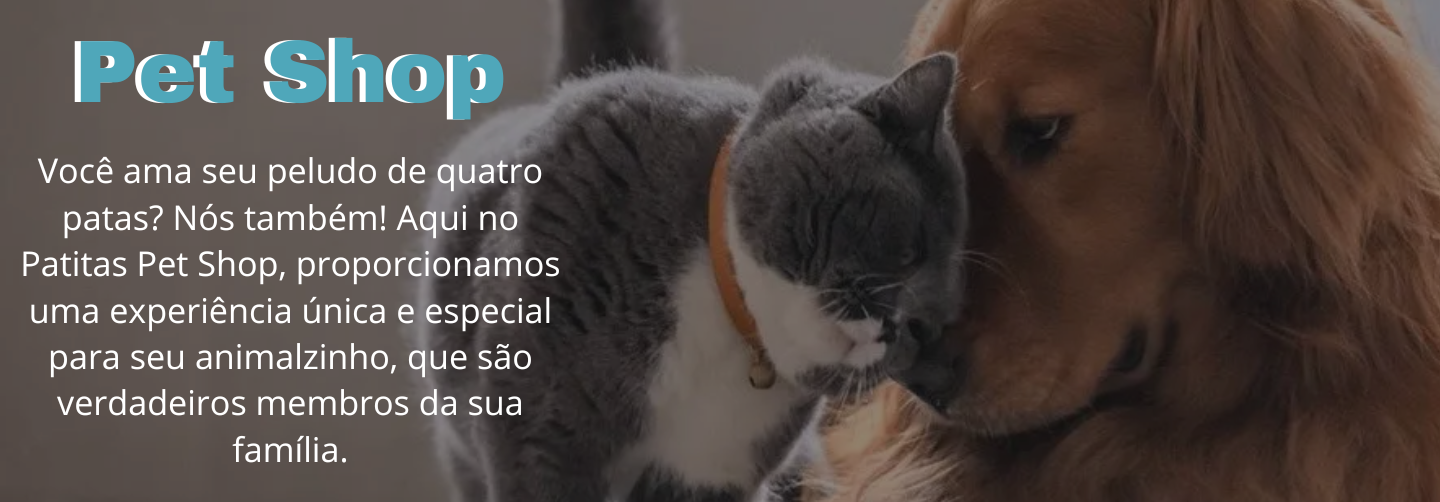 Pet Shop
Você ama seu peludo de quatro
patas? Nós também! Aqui no
Patitas Pet Shop, proporcionamos
uma experiência única e especial
para seu animalzinho, que são
verdadeiros membros da sua
família.